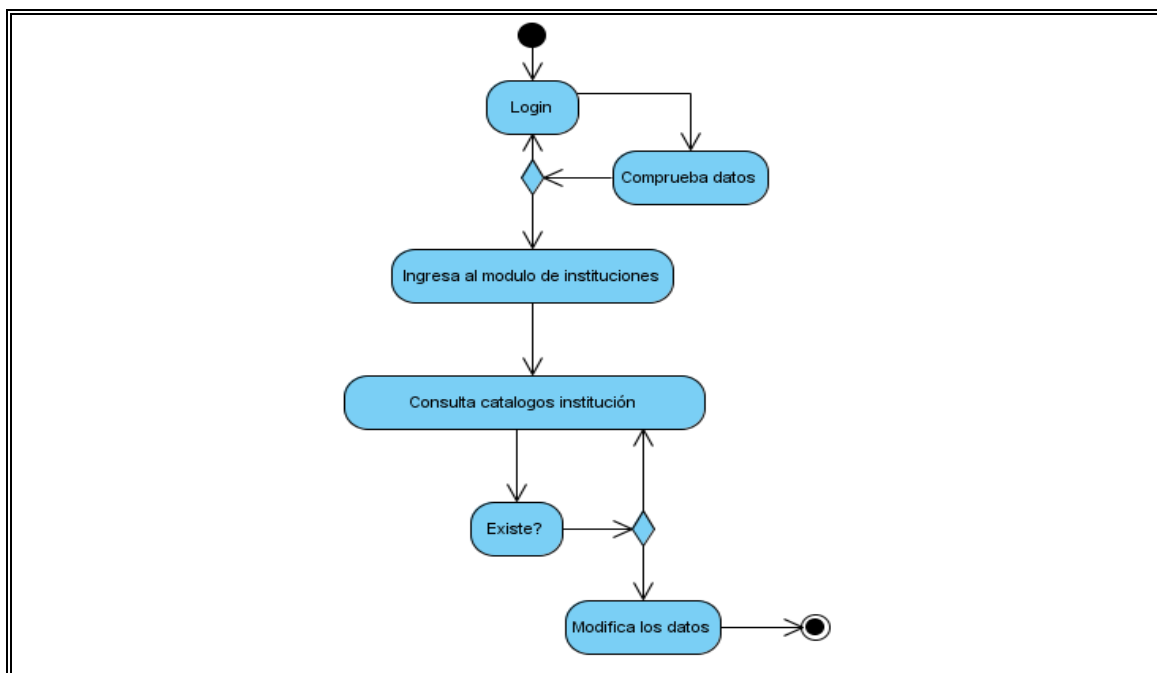 Login
Comprueba datos
Ingresa al modulo de instituciones
Consulta catalogos institución
Existe?
Modifica los datos